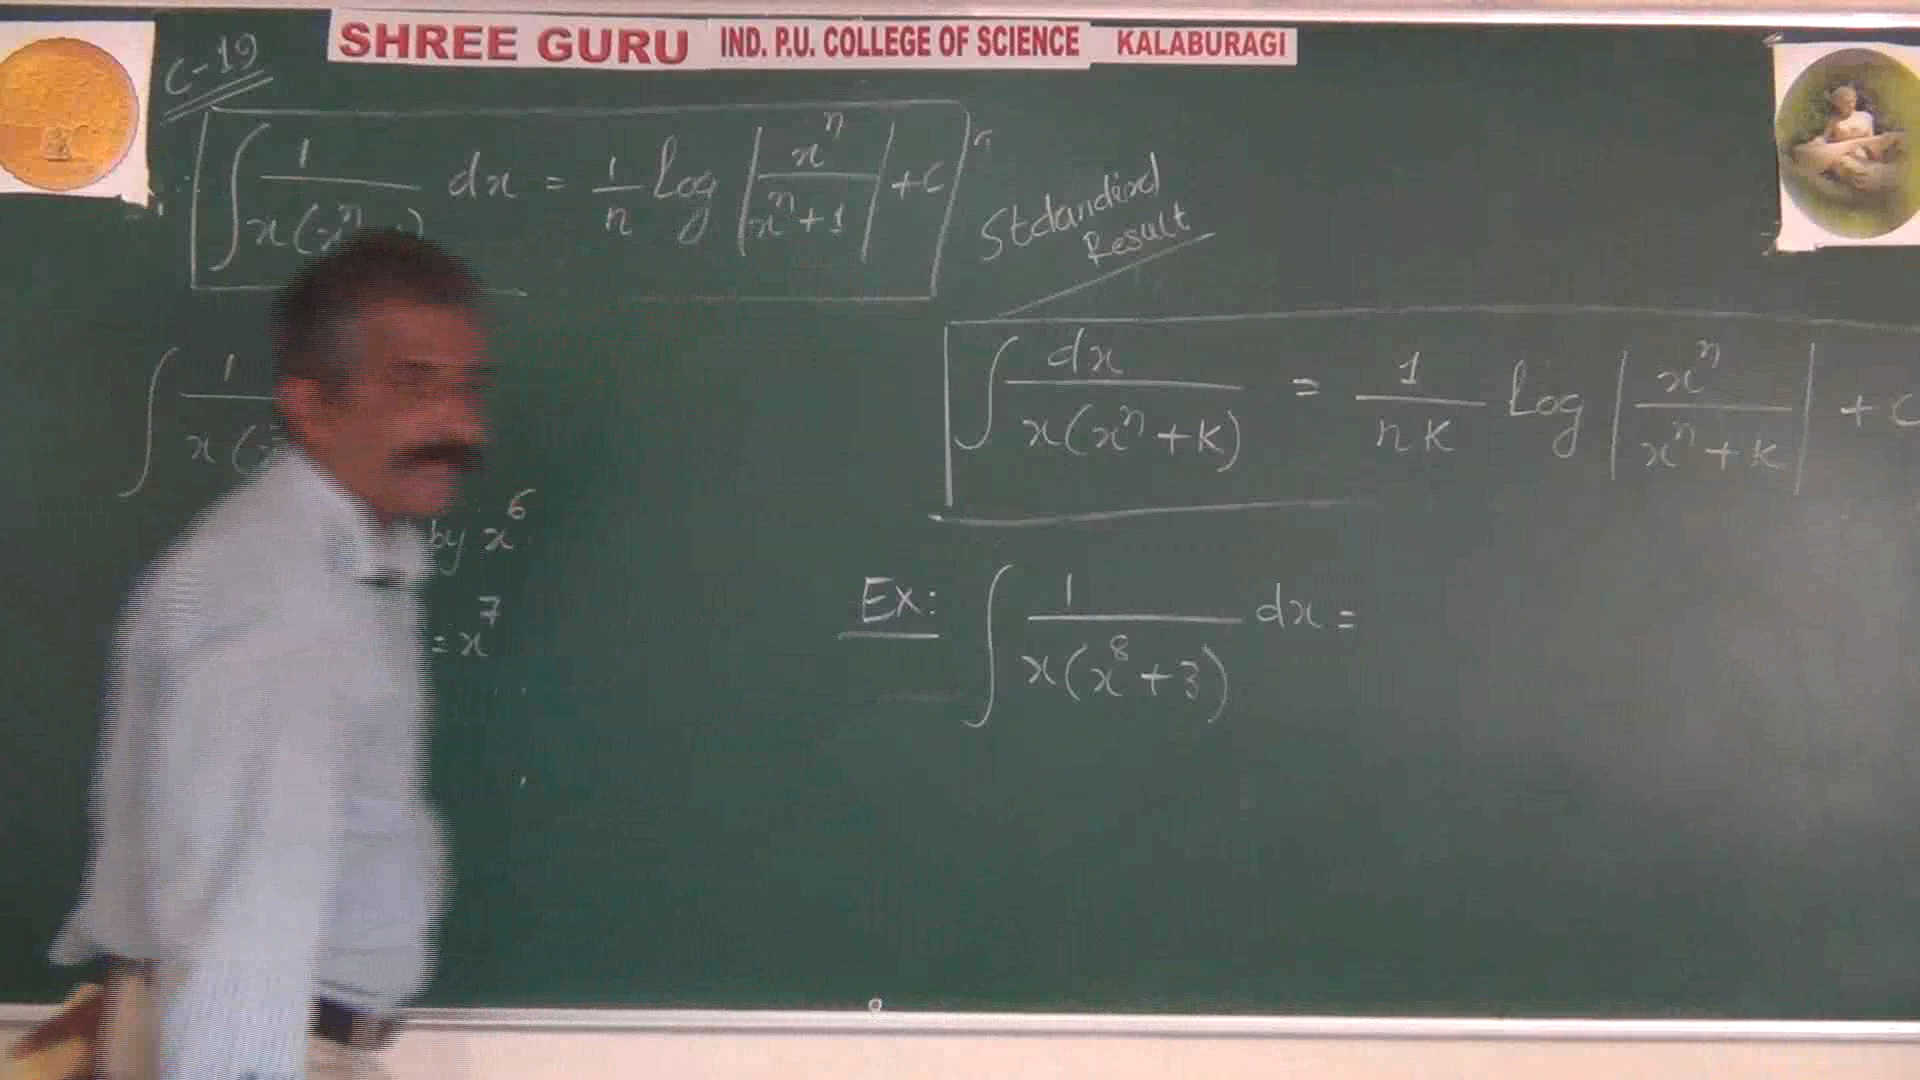 SHREE GURU IND. P.U. COLLEGE OF SCIENCE KALABURAGI
C-19
∫ 1/x(xⁿ dx = 1/n Log |xⁿ/xⁿ+1| + C
Stdandard Result
∫ dx/x(xⁿ+k) = 1/nk Log |xⁿ/xⁿ+k| + C
∫ 1/x(
by x⁶
= x⁷
Ex: ∫ 1/x(x⁸+3) dx =